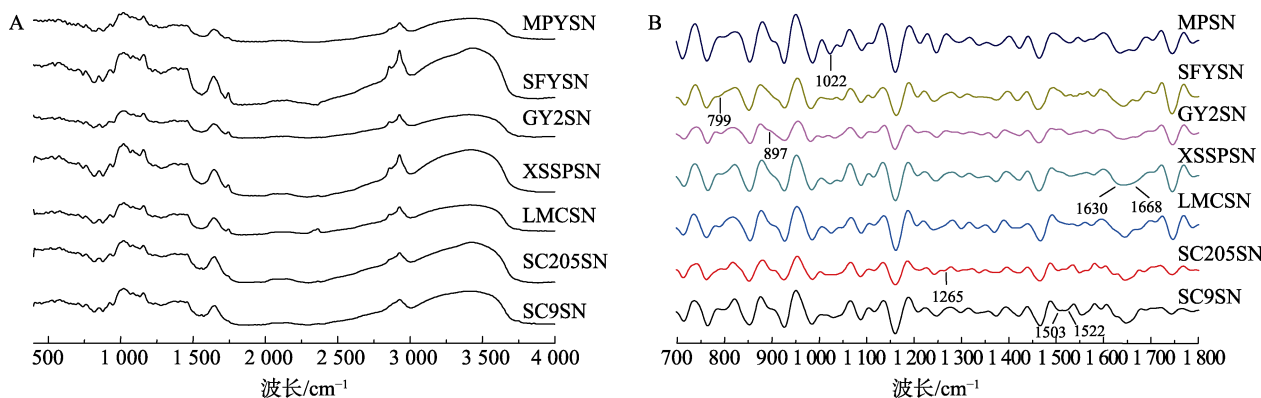 A
MPYSN
SFYSN
GY2SN
XSSPSN
LMCSN
SC205SN
SC9SN
500 1 000 1 500 2 000 2 500 3 000 3 500 4 000
波长/cm⁻¹
B
MPSN
1022
SFYSN
799
GY2SN
897
XSSPSN
1630 1668
LMCSN
SC205SN
1265
SC9SN
1503 1522
700 800 900 1 000 1 100 1 200 1 300 1 400 1 500 1 600 1 700 1 800
波长/cm⁻¹